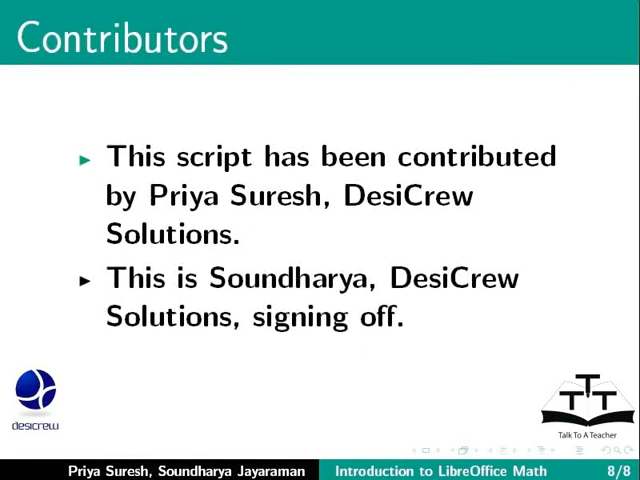 Contributors
This script has been contributed
by Priya Suresh, DesiCrew
Solutions.
This is Soundharya, DesiCrew
Solutions, signing off.
desicrew
TTT
Talk To A Teacher
Priya Suresh, Soundharya Jayaraman
Introduction to LibreOffice Math
8/8